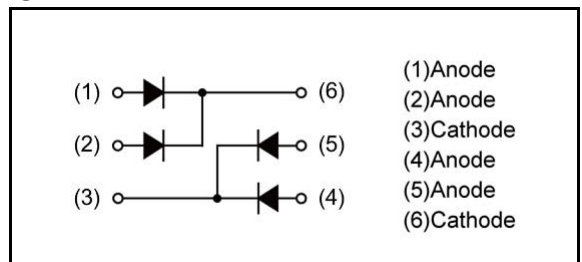 (1) (6)
(2) (5)
(3) (4)
(1)Anode
(2)Anode
(3)Cathode
(4)Anode
(5)Anode
(6)Cathode